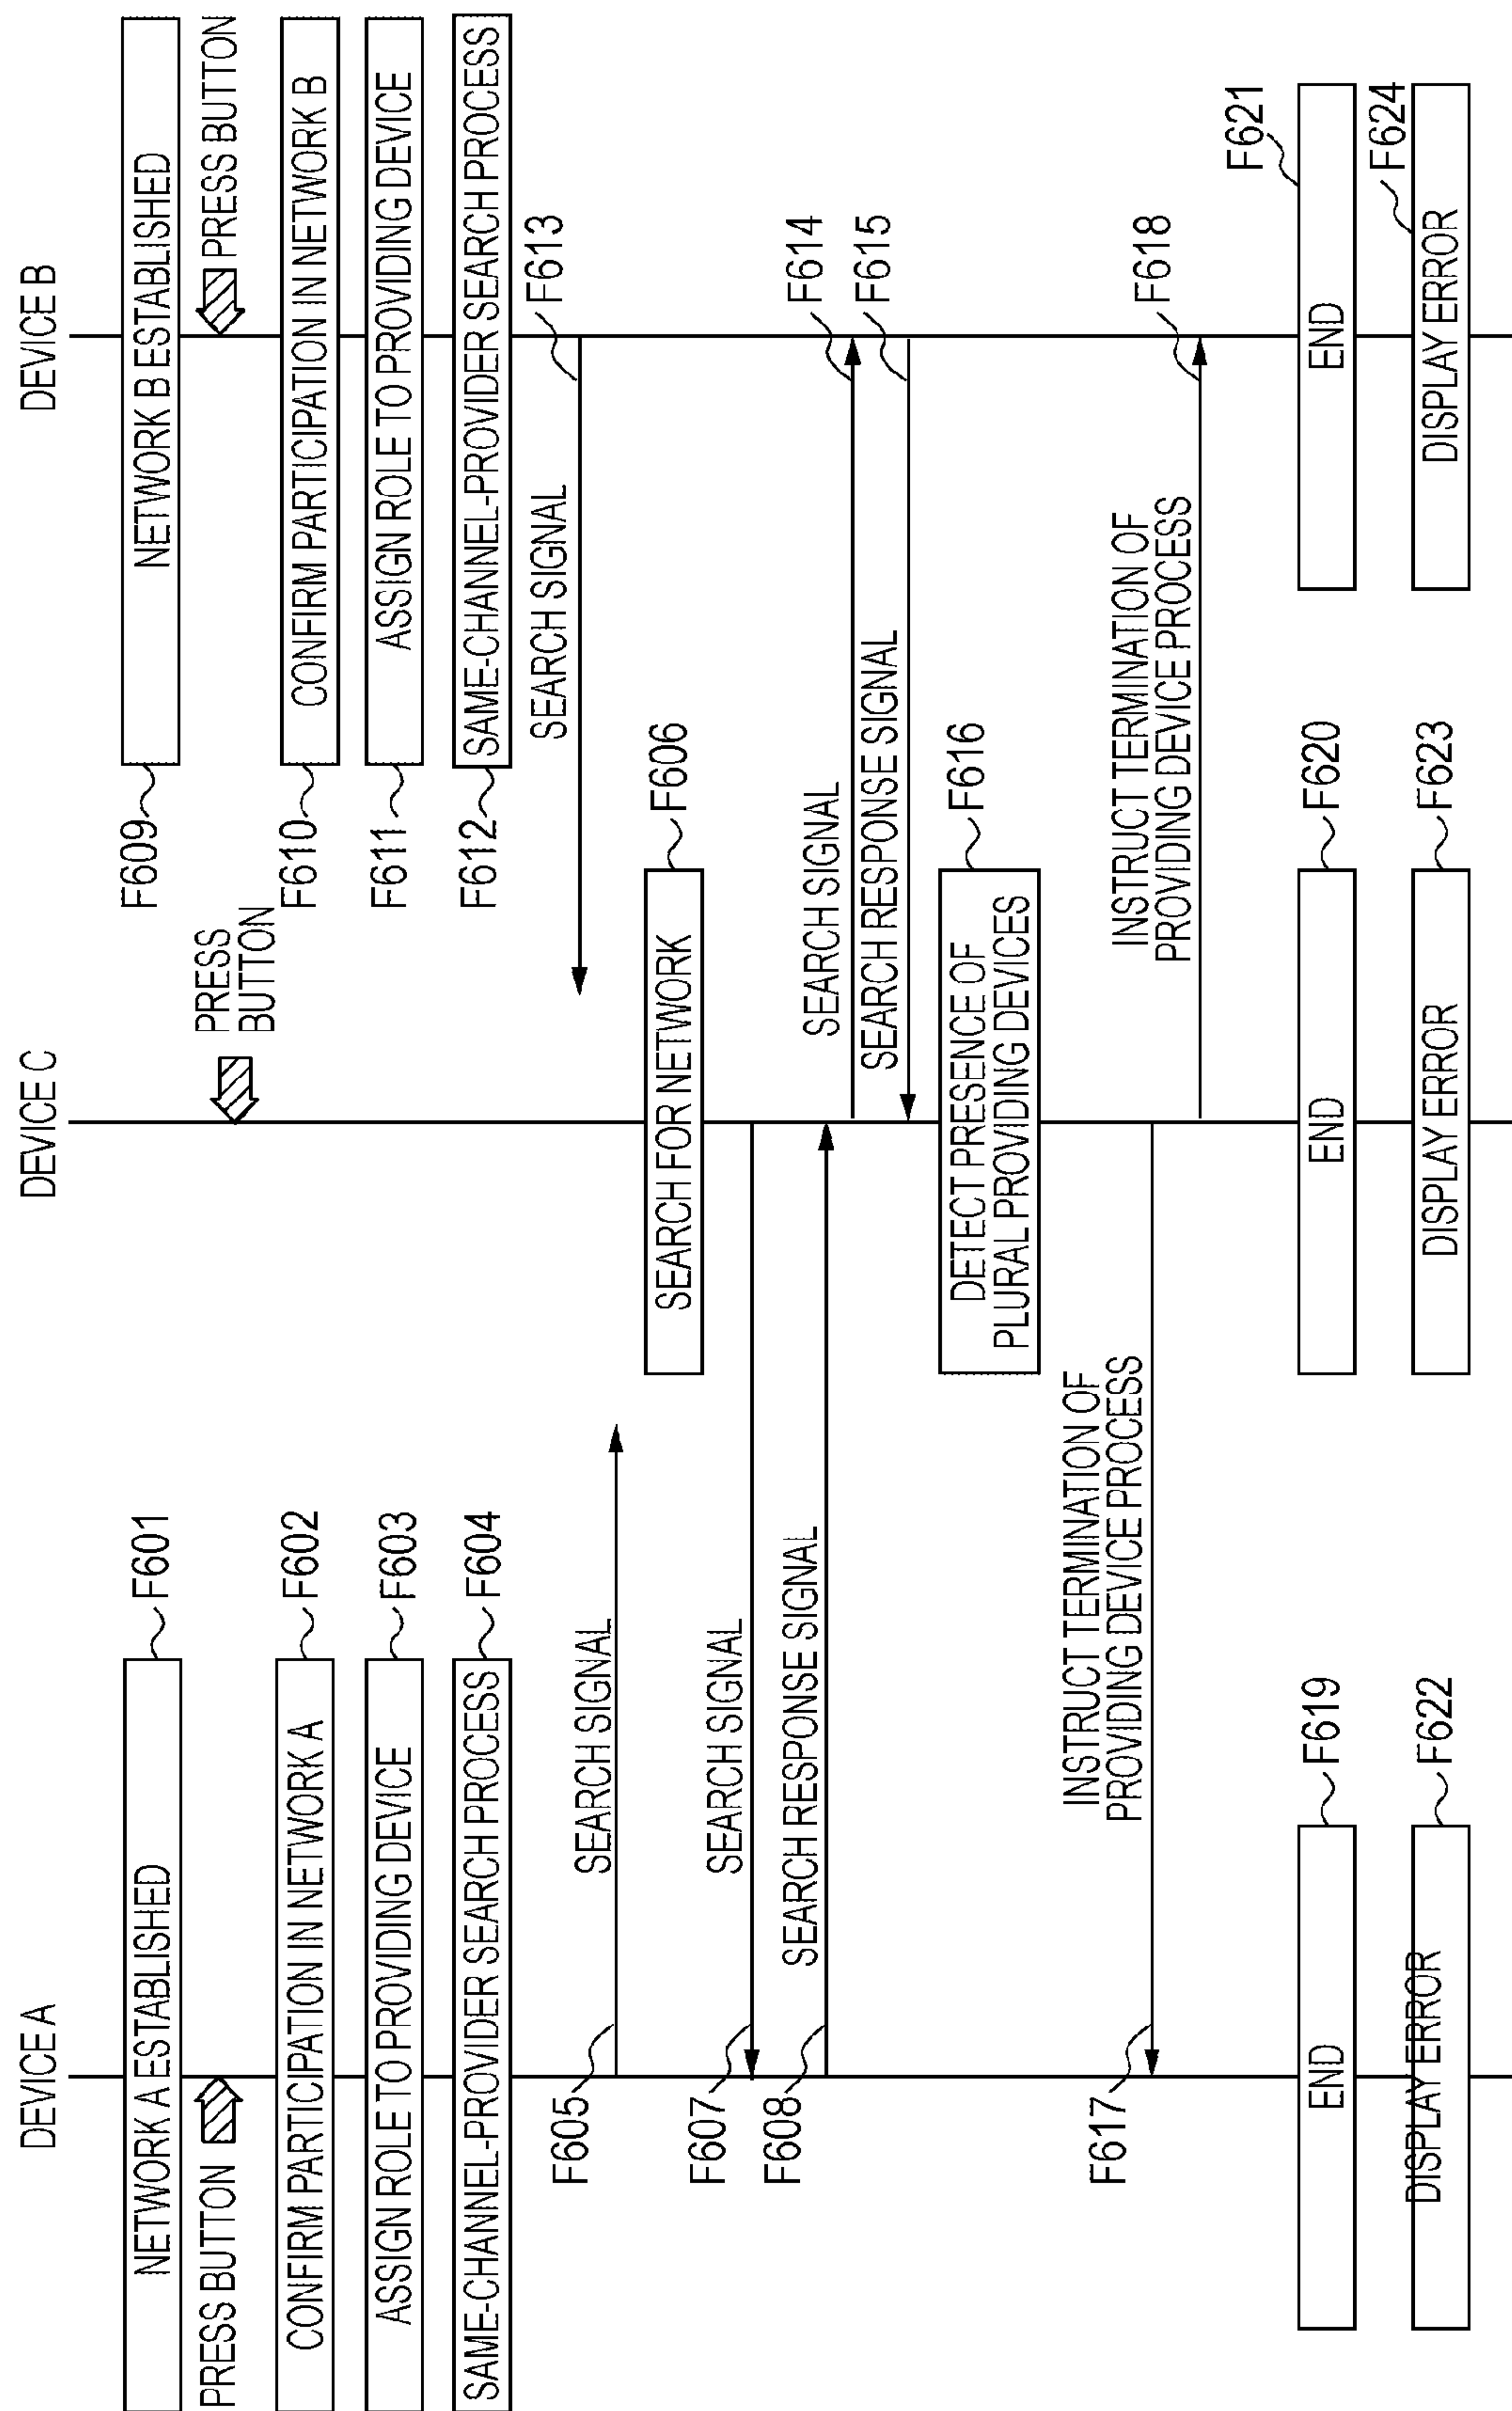 DEVICE A
DEVICE C
DEVICE B
NETWORK A ESTABLISHED
F601
F609
NETWORK B ESTABLISHED
PRESS BUTTON
PRESS
BUTTON
PRESS BUTTON
CONFIRM PARTICIPATION IN NETWORK A
F602
F610
CONFIRM PARTICIPATION IN NETWORK B
ASSIGN ROLE TO PROVIDING DEVICE
F603
F611
ASSIGN ROLE TO PROVIDING DEVICE
SAME-CHANNEL-PROVIDER SEARCH PROCESS
F604
F612
SAME-CHANNEL-PROVIDER SEARCH PROCESS
SEARCH SIGNAL
F613
F605
SEARCH SIGNAL
SEARCH FOR NETWORK
F606
F607
SEARCH SIGNAL
F608
SEARCH RESPONSE SIGNAL
SEARCH SIGNAL
F614
SEARCH RESPONSE SIGNAL
F615
DETECT PRESENCE OF
PLURAL PROVIDING DEVICES
F616
F617
INSTRUCT TERMINATION OF
PROVIDING DEVICE PROCESS
INSTRUCT TERMINATION OF
PROVIDING DEVICE PROCESS
F618
END
F619
END
F620
END
F621
DISPLAY ERROR
F622
DISPLAY ERROR
F623
DISPLAY ERROR
F624